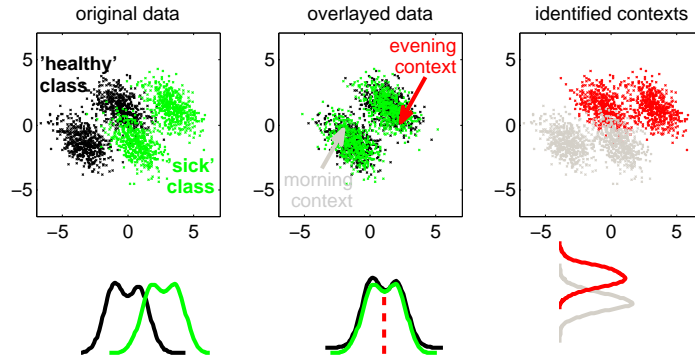 original data
overlayed data
identified contexts
5
0
−5
−5
0
5
'healthy'
class
'sick'
class
5
0
−5
−5
0
5
evening
context
morning
context
5
0
−5
−5
0
5